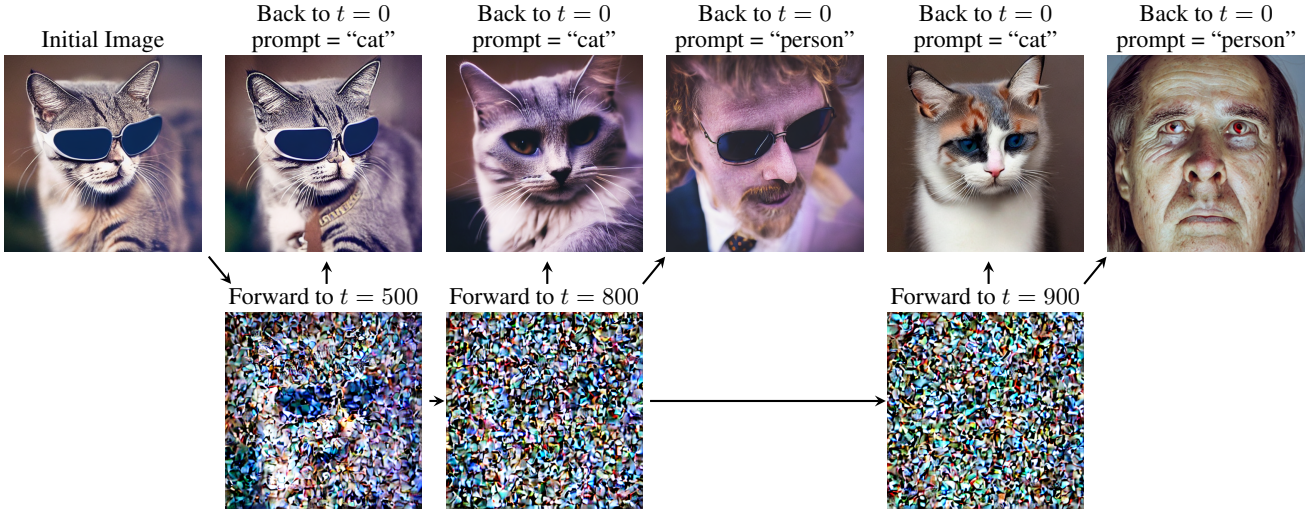 Initial Image
Back to t = 0
prompt = “cat”
Back to t = 0
prompt = “cat”
Back to t = 0
prompt = “person”
Back to t = 0
prompt = “cat”
Back to t = 0
prompt = “person”
Forward to t = 500
Forward to t = 800
Forward to t = 900